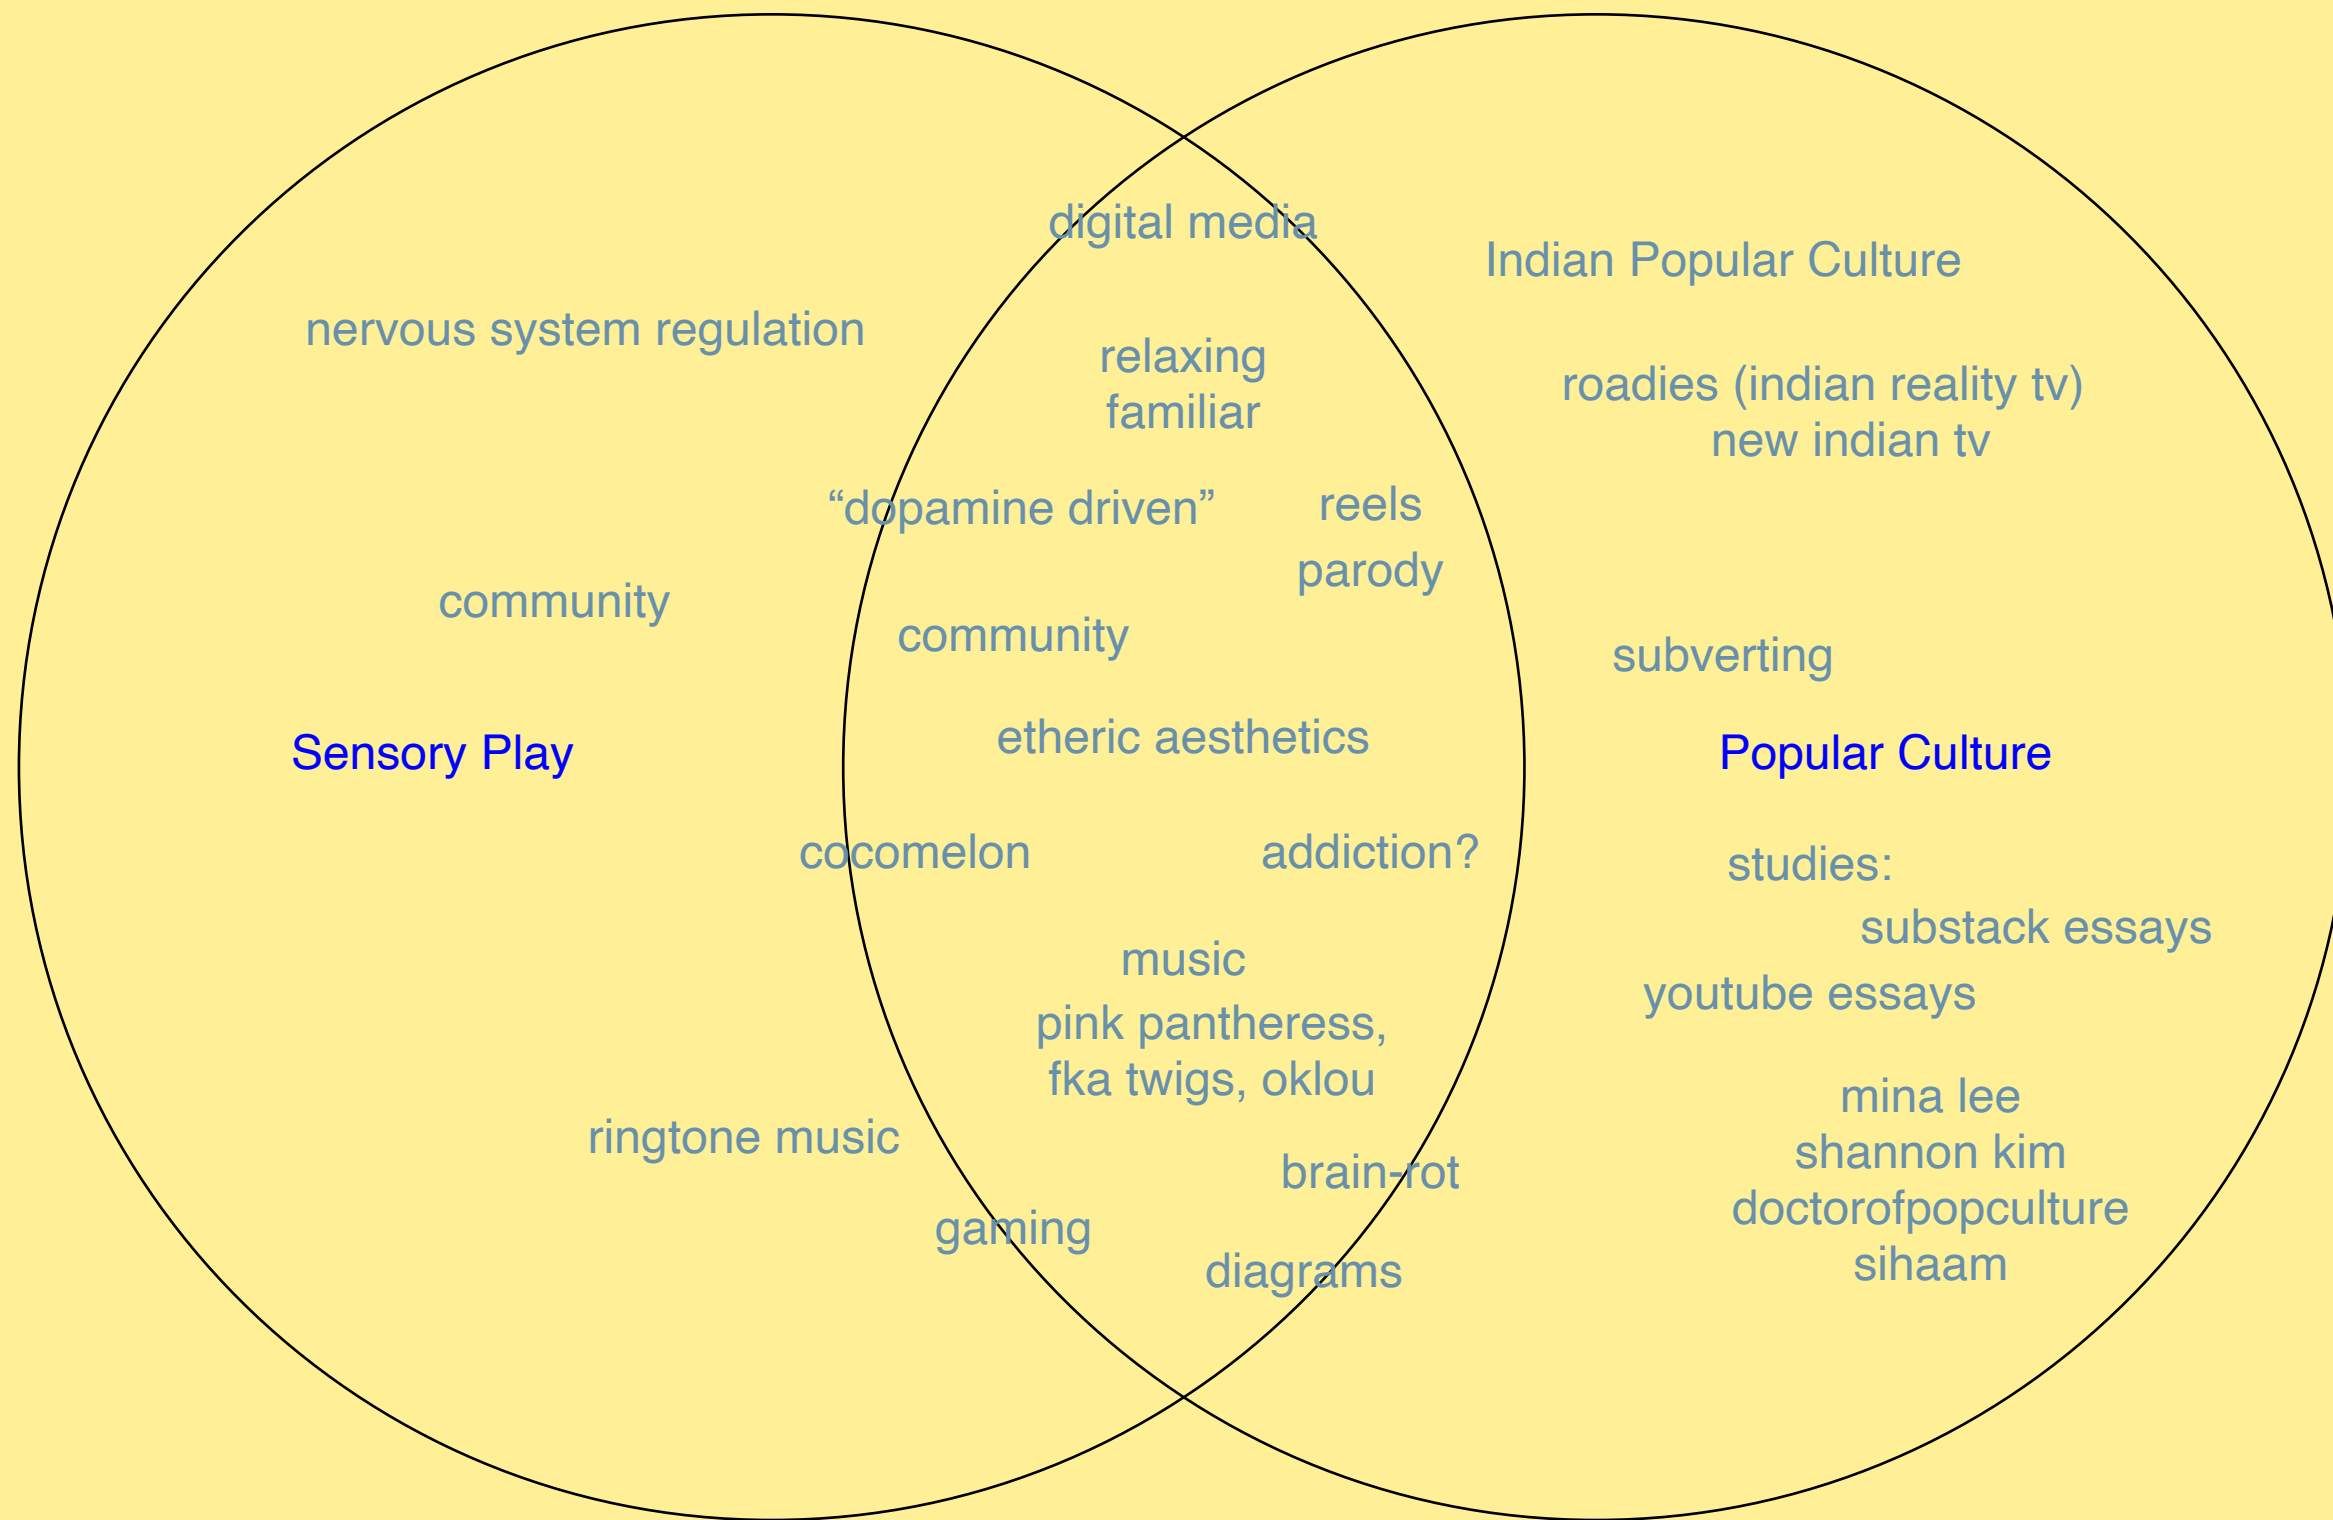 digital media
Indian Popular Culture
nervous system regulation
relaxing
familiar
roadies (indian reality tv)
new indian tv
“dopamine driven”
reels
parody
community
community
subverting
Sensory Play
etheric aesthetics
Popular Culture
cocomelon
addiction?
studies:
substack essays
music
youtube essays
pink pantheress,
fka twigs, oklou
mina lee
shannon kim
doctorofpopculture
sihaam
ringtone music
brain-rot
gaming
diagrams